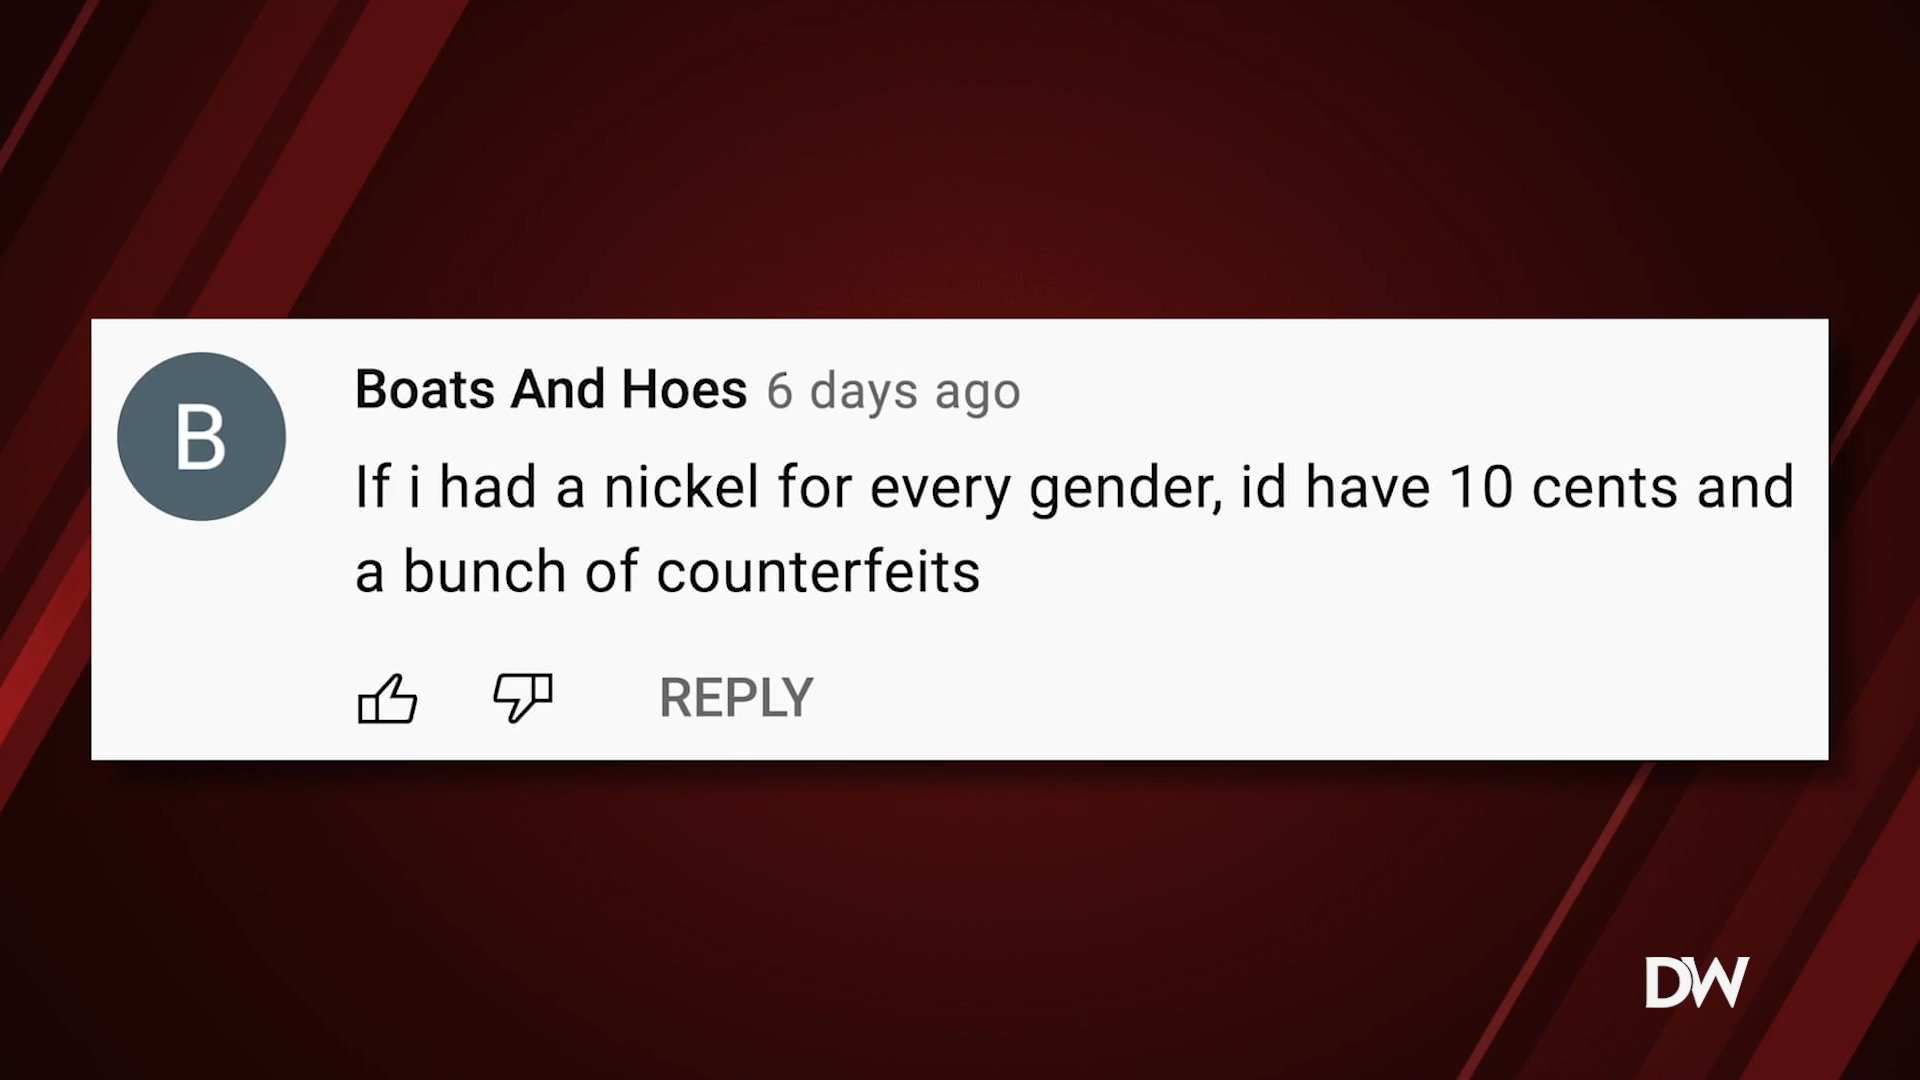 B
Boats And Hoes 6 days ago
If i had a nickel for every gender, id have 10 cents and
a bunch of counterfeits
REPLY
DW